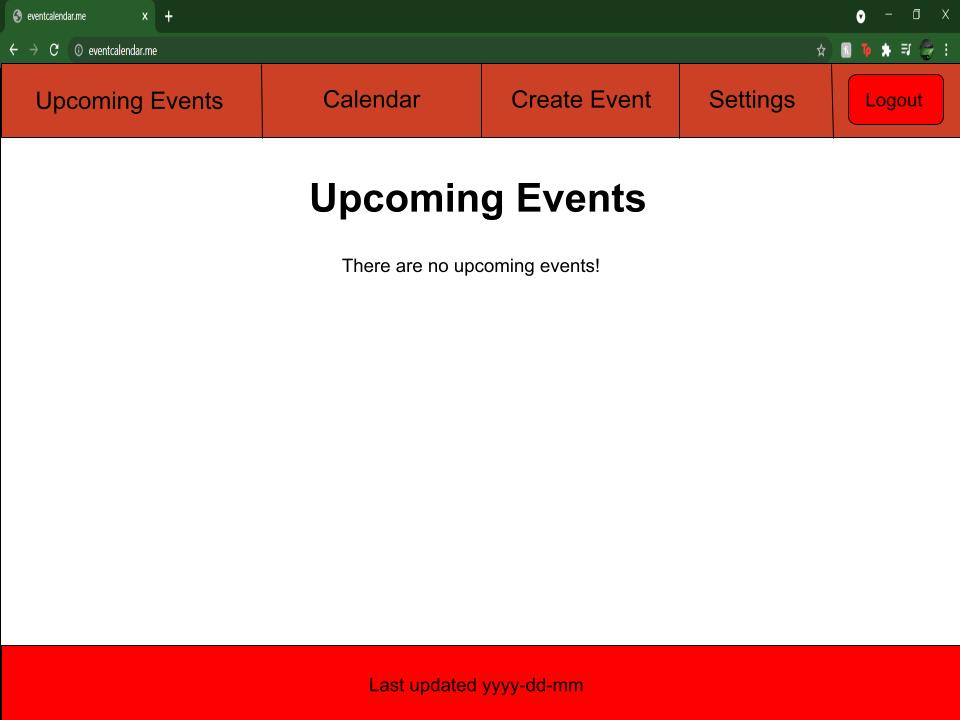 eventcalendar.me
eventcalendar.me
Upcoming Events
Calendar
Create Event
Settings
Logout
Upcoming Events
There are no upcoming events!
Last updated yyyy-dd-mm